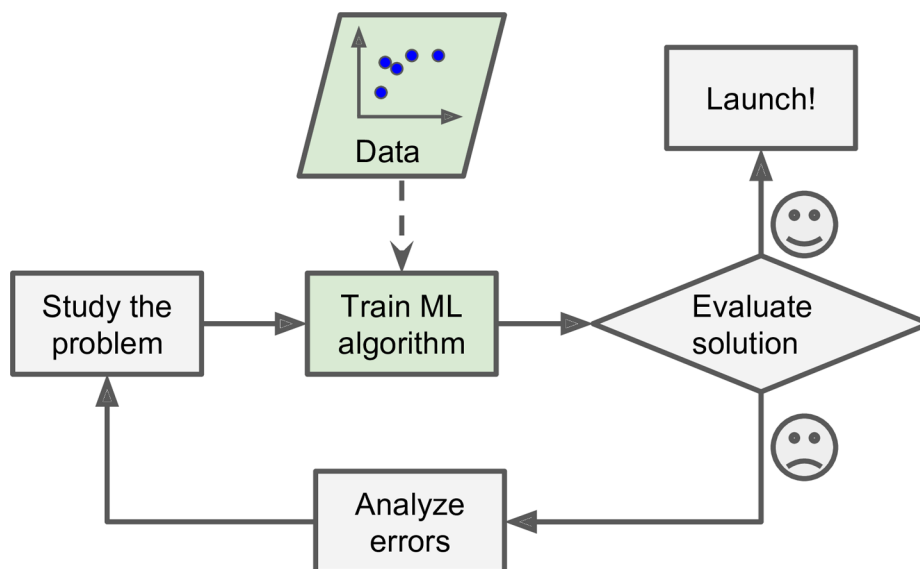 Data
Launch!
Study the
problem
Train ML
algorithm
Evaluate
solution
Analyze
errors